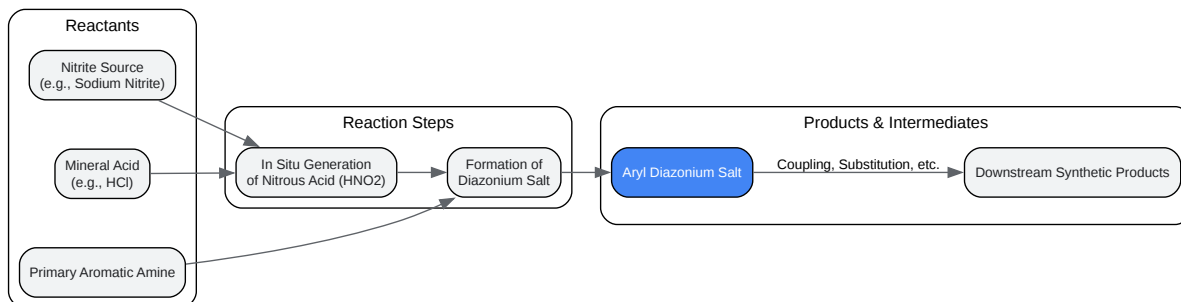 Reactants
Nitrite Source
(e.g., Sodium Nitrite)
Mineral Acid
(e.g., HCl)
Primary Aromatic Amine
Reaction Steps
In Situ Generation
of Nitrous Acid (HNO2)
Formation of
Diazonium Salt
Products & Intermediates
Aryl Diazonium Salt
Coupling, Substitution, etc.
Downstream Synthetic Products